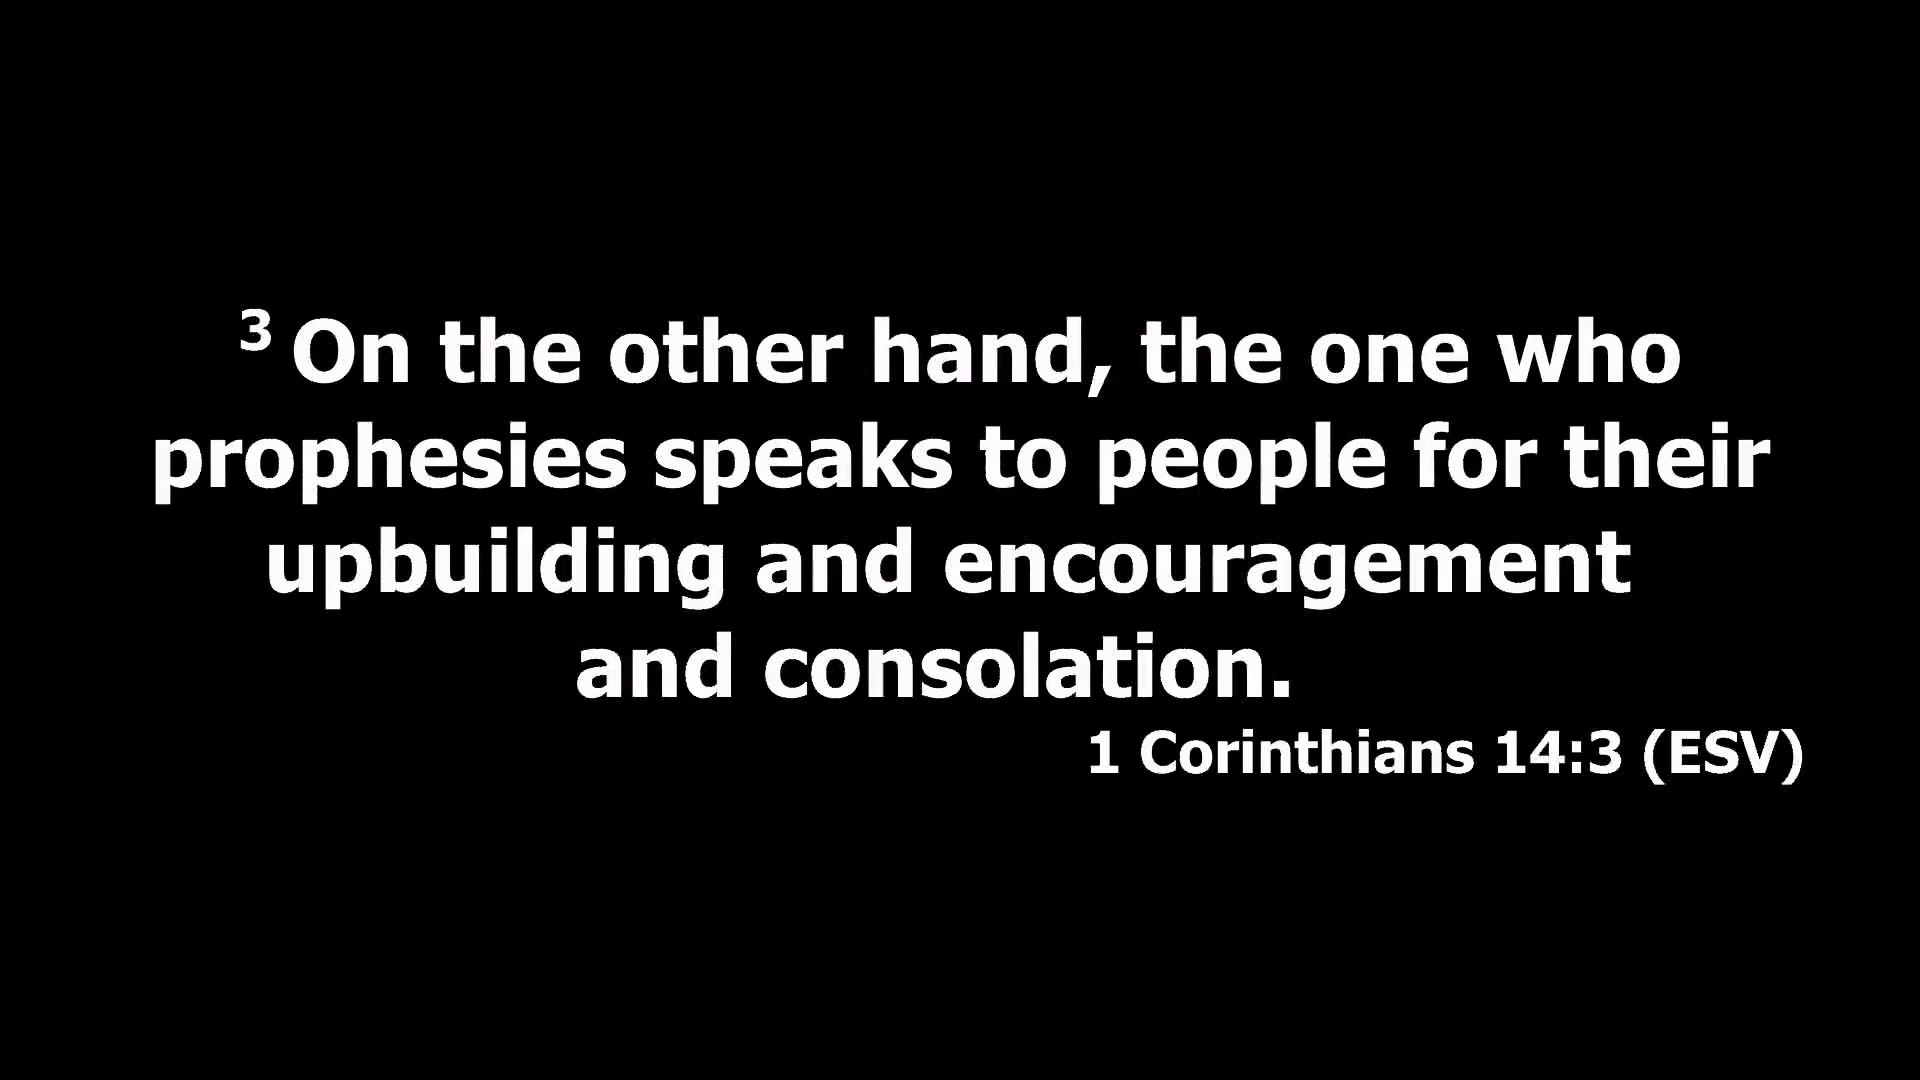 ³ On the other hand, the one who
prophesies speaks to people for their
upbuilding and encouragement
and consolation.
1 Corinthians 14:3 (ESV)